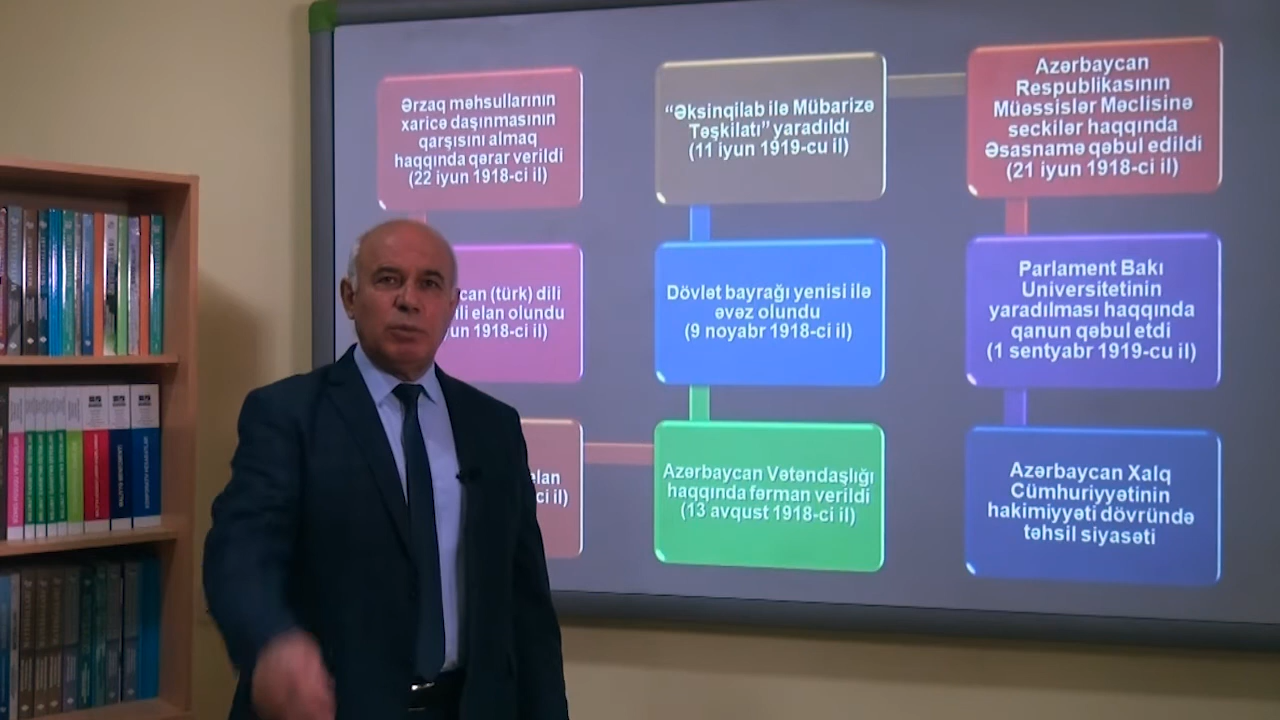 Ərzaq məhsullarının
xaricə daşınmasının
qarşısını almaq
haqqında qərar verildi
(22 iyun 1918-ci il)
can (türk) dili
ili elan olundu
yun 1918-ci il)
elan
ci il)
“Əksinqilab ilə Mübarizə
Təşkilatı” yaradıldı
(11 iyun 1919-cu il)
Dövlət bayrağı yenisi ilə
əvəz olundu
(9 noyabr 1918-ci il)
Azərbaycan Vətəndaşlığı
haqqında fərman verildi
(13 avqust 1918-ci il)
Azərbaycan
Respublikasının
Müəssislər Məclisinə
seckilər haqqında
Əsasnamə qəbul edildi
(21 iyun 1918-ci il)
Parlament Bakı
Universitetinin
yaradılması haqqında
qanun qəbul etdi
(1 sentyabr 1919-cu il)
Azərbaycan Xalq
Cümhuriyyətinin
hakimiyyəti dövründə
təhsil siyasəti